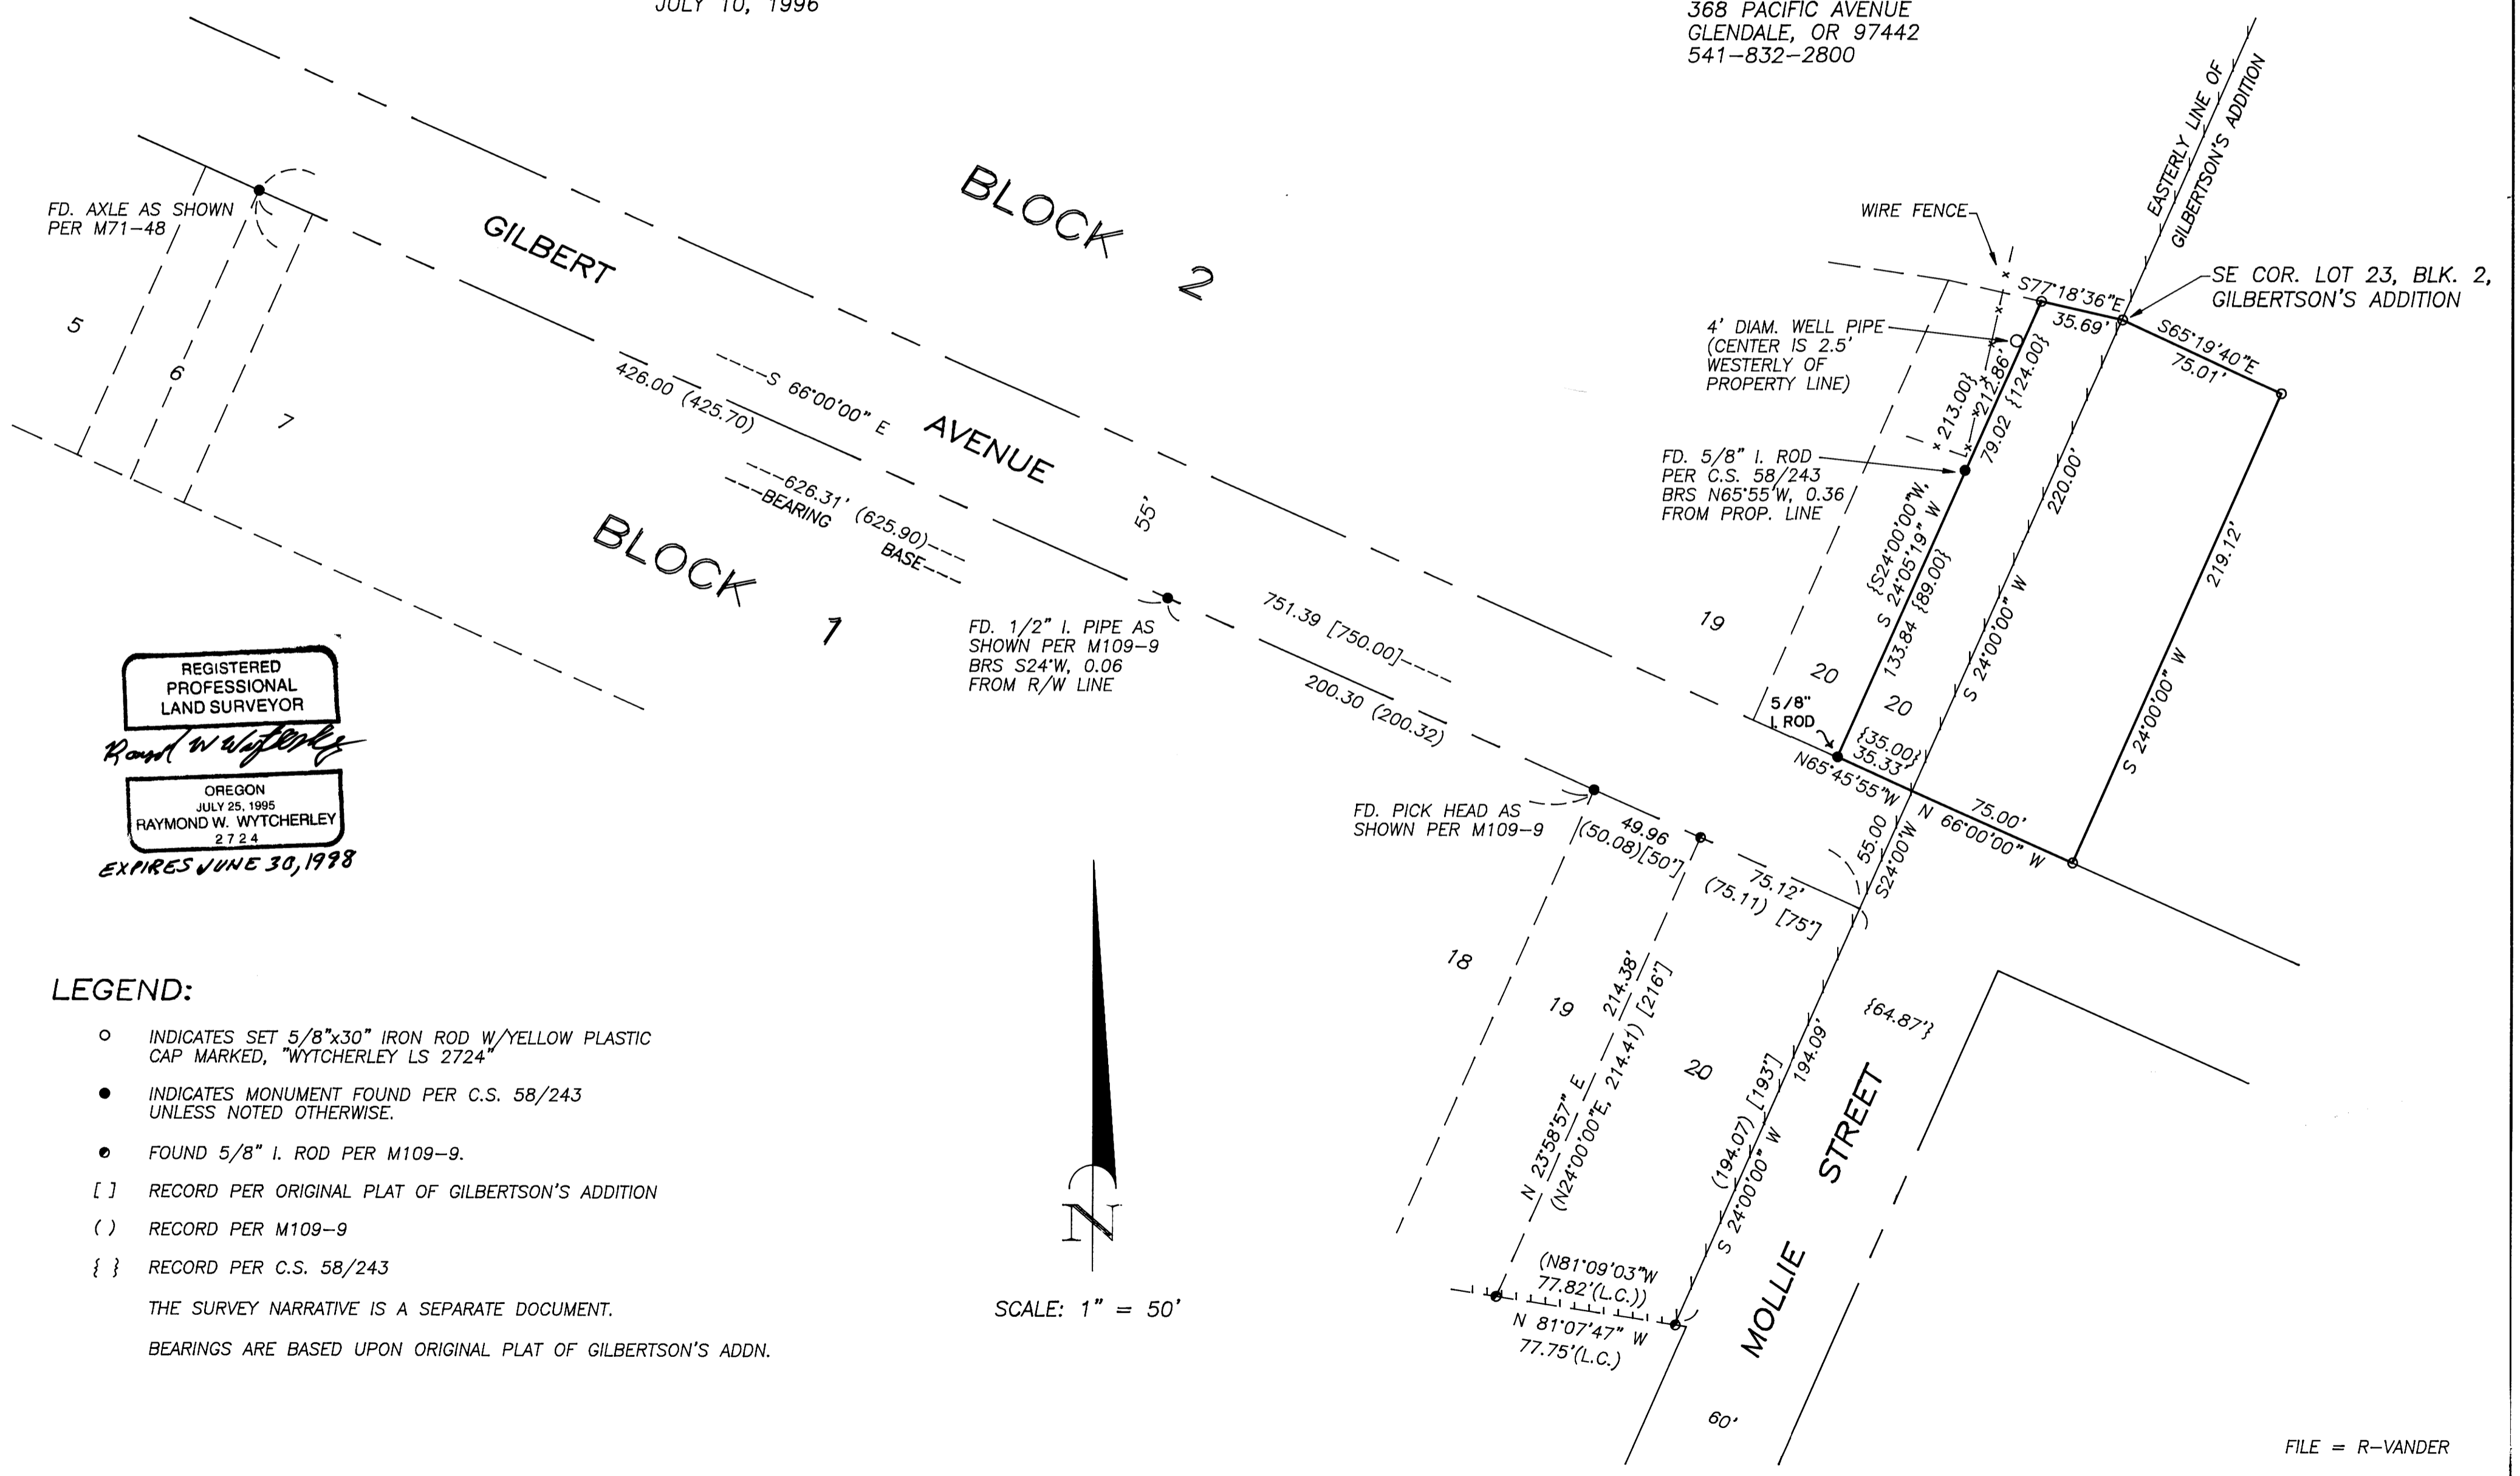 JULY 10, 1996
368 PACIFIC AVENUE
GLENDALE, OR 97442
541-832-2800
EASTERLY LINE OF
GILBERTSON'S ADDITION
WIRE FENCE
SE COR. LOT 23, BLK. 2,
GILBERTSON'S ADDITION
S77°18'36"E
35.69'
S65°19'40"E
75.01'
4' DIAM. WELL PIPE
(CENTER IS 2.5'
WESTERLY OF
PROPERTY LINE)
{213.00}
212.86'
79.02 {124.00}
FD. 5/8" I. ROD
PER C.S. 58/243
BRS N65°55'W, 0.36
FROM PROP. LINE
{S24°00'00"W,
S 24°05'19" W
133.84 {89.00}
220.00'
S 24°00'00" W
219.12'
S 24°00'00" W
19
20
20
5/8"
I. ROD
{35.00}
35.33'
N65°45'55"W
75.00'
N 66°00'00" W
55.00
S24°00'W
BLOCK 2
GILBERT AVENUE
FD. AXLE AS SHOWN
PER M71-48
5
6
7
S 66°00'00" E
426.00 (425.70)
626.31' (625.90)
BEARING BASE
55'
BLOCK 1
FD. 1/2" I. PIPE AS
SHOWN PER M109-9
BRS S24°W, 0.06
FROM R/W LINE
751.39 [750.00]
200.30 (200.32)
FD. PICK HEAD AS
SHOWN PER M109-9
49.96
(50.08)[50']
75.12'
(75.11) [75']
18
19
20
214.38'
N 23°58'57" E
(N24°00'00"E, 214.41) [216']
194.09'
(194.07) [193']
S 24°00'00" W
{64.87'}
MOLLIE STREET
(N81°09'03"W
77.82'(L.C.))
N 81°07'47" W
77.75'(L.C.)
60'
REGISTERED
PROFESSIONAL
LAND SURVEYOR
OREGON
JULY 25, 1995
RAYMOND W. WYTCHERLEY
2724
EXPIRES JUNE 30, 1998
LEGEND:
○ INDICATES SET 5/8"x30" IRON ROD W/YELLOW PLASTIC
CAP MARKED, "WYTCHERLEY LS 2724"
● INDICATES MONUMENT FOUND PER C.S. 58/243
UNLESS NOTED OTHERWISE.
FOUND 5/8" I. ROD PER M109-9.
[ ] RECORD PER ORIGINAL PLAT OF GILBERTSON'S ADDITION
( ) RECORD PER M109-9
{ } RECORD PER C.S. 58/243
THE SURVEY NARRATIVE IS A SEPARATE DOCUMENT.
BEARINGS ARE BASED UPON ORIGINAL PLAT OF GILBERTSON'S ADDN.
N
SCALE: 1" = 50'
FILE = R-VANDER